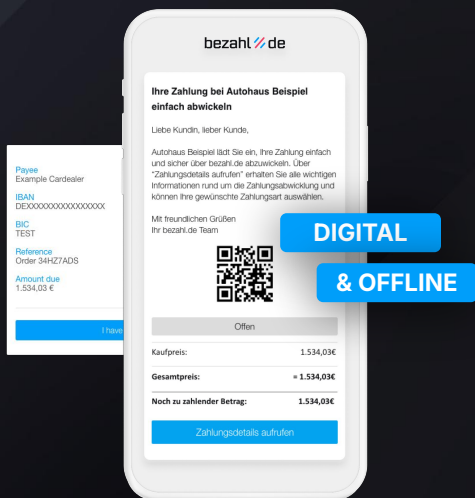 bezahl de
Ihre Zahlung bei Autohaus Beispiel
einfach abwickeln
Liebe Kundin, lieber Kunde,
Autohaus Beispiel lädt Sie ein, Ihre Zahlung einfach
und sicher über bezahl.de abzuwickeln. Über
"Zahlungsdetails aufrufen" erhalten Sie alle wichtigen
Informationen rund um die Zahlungsabwicklung und
können Ihre gewünschte Zahlungsart auswählen.
Mit freundlichen Grüßen
Ihr bezahl.de Team
Offen
Kaufpreis: 1.534,03€
Gesamtpreis: = 1.534,03€
Noch zu zahlender Betrag: 1.534,03€
Zahlungsdetails aufrufen
Payee
Example Cardealer
IBAN
DEXXXXXXXXXXXXXXXX
BIC
TEST
Reference
Order 34HZ7ADS
Amount due
1.534,03 €
I have
DIGITAL
& OFFLINE